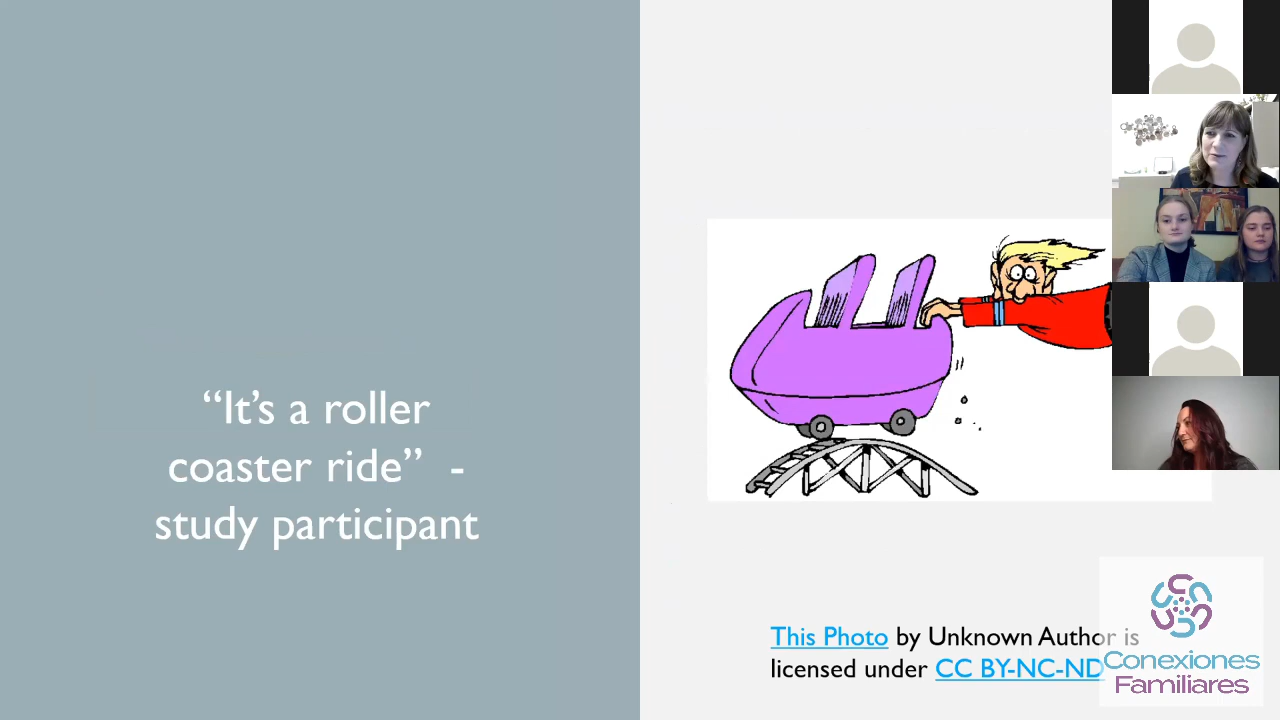 “It’s a roller
coaster ride”  -
study participant
This Photo by Unknown Author is
licensed under CC BY-NC-ND
Conexiones
Familiares